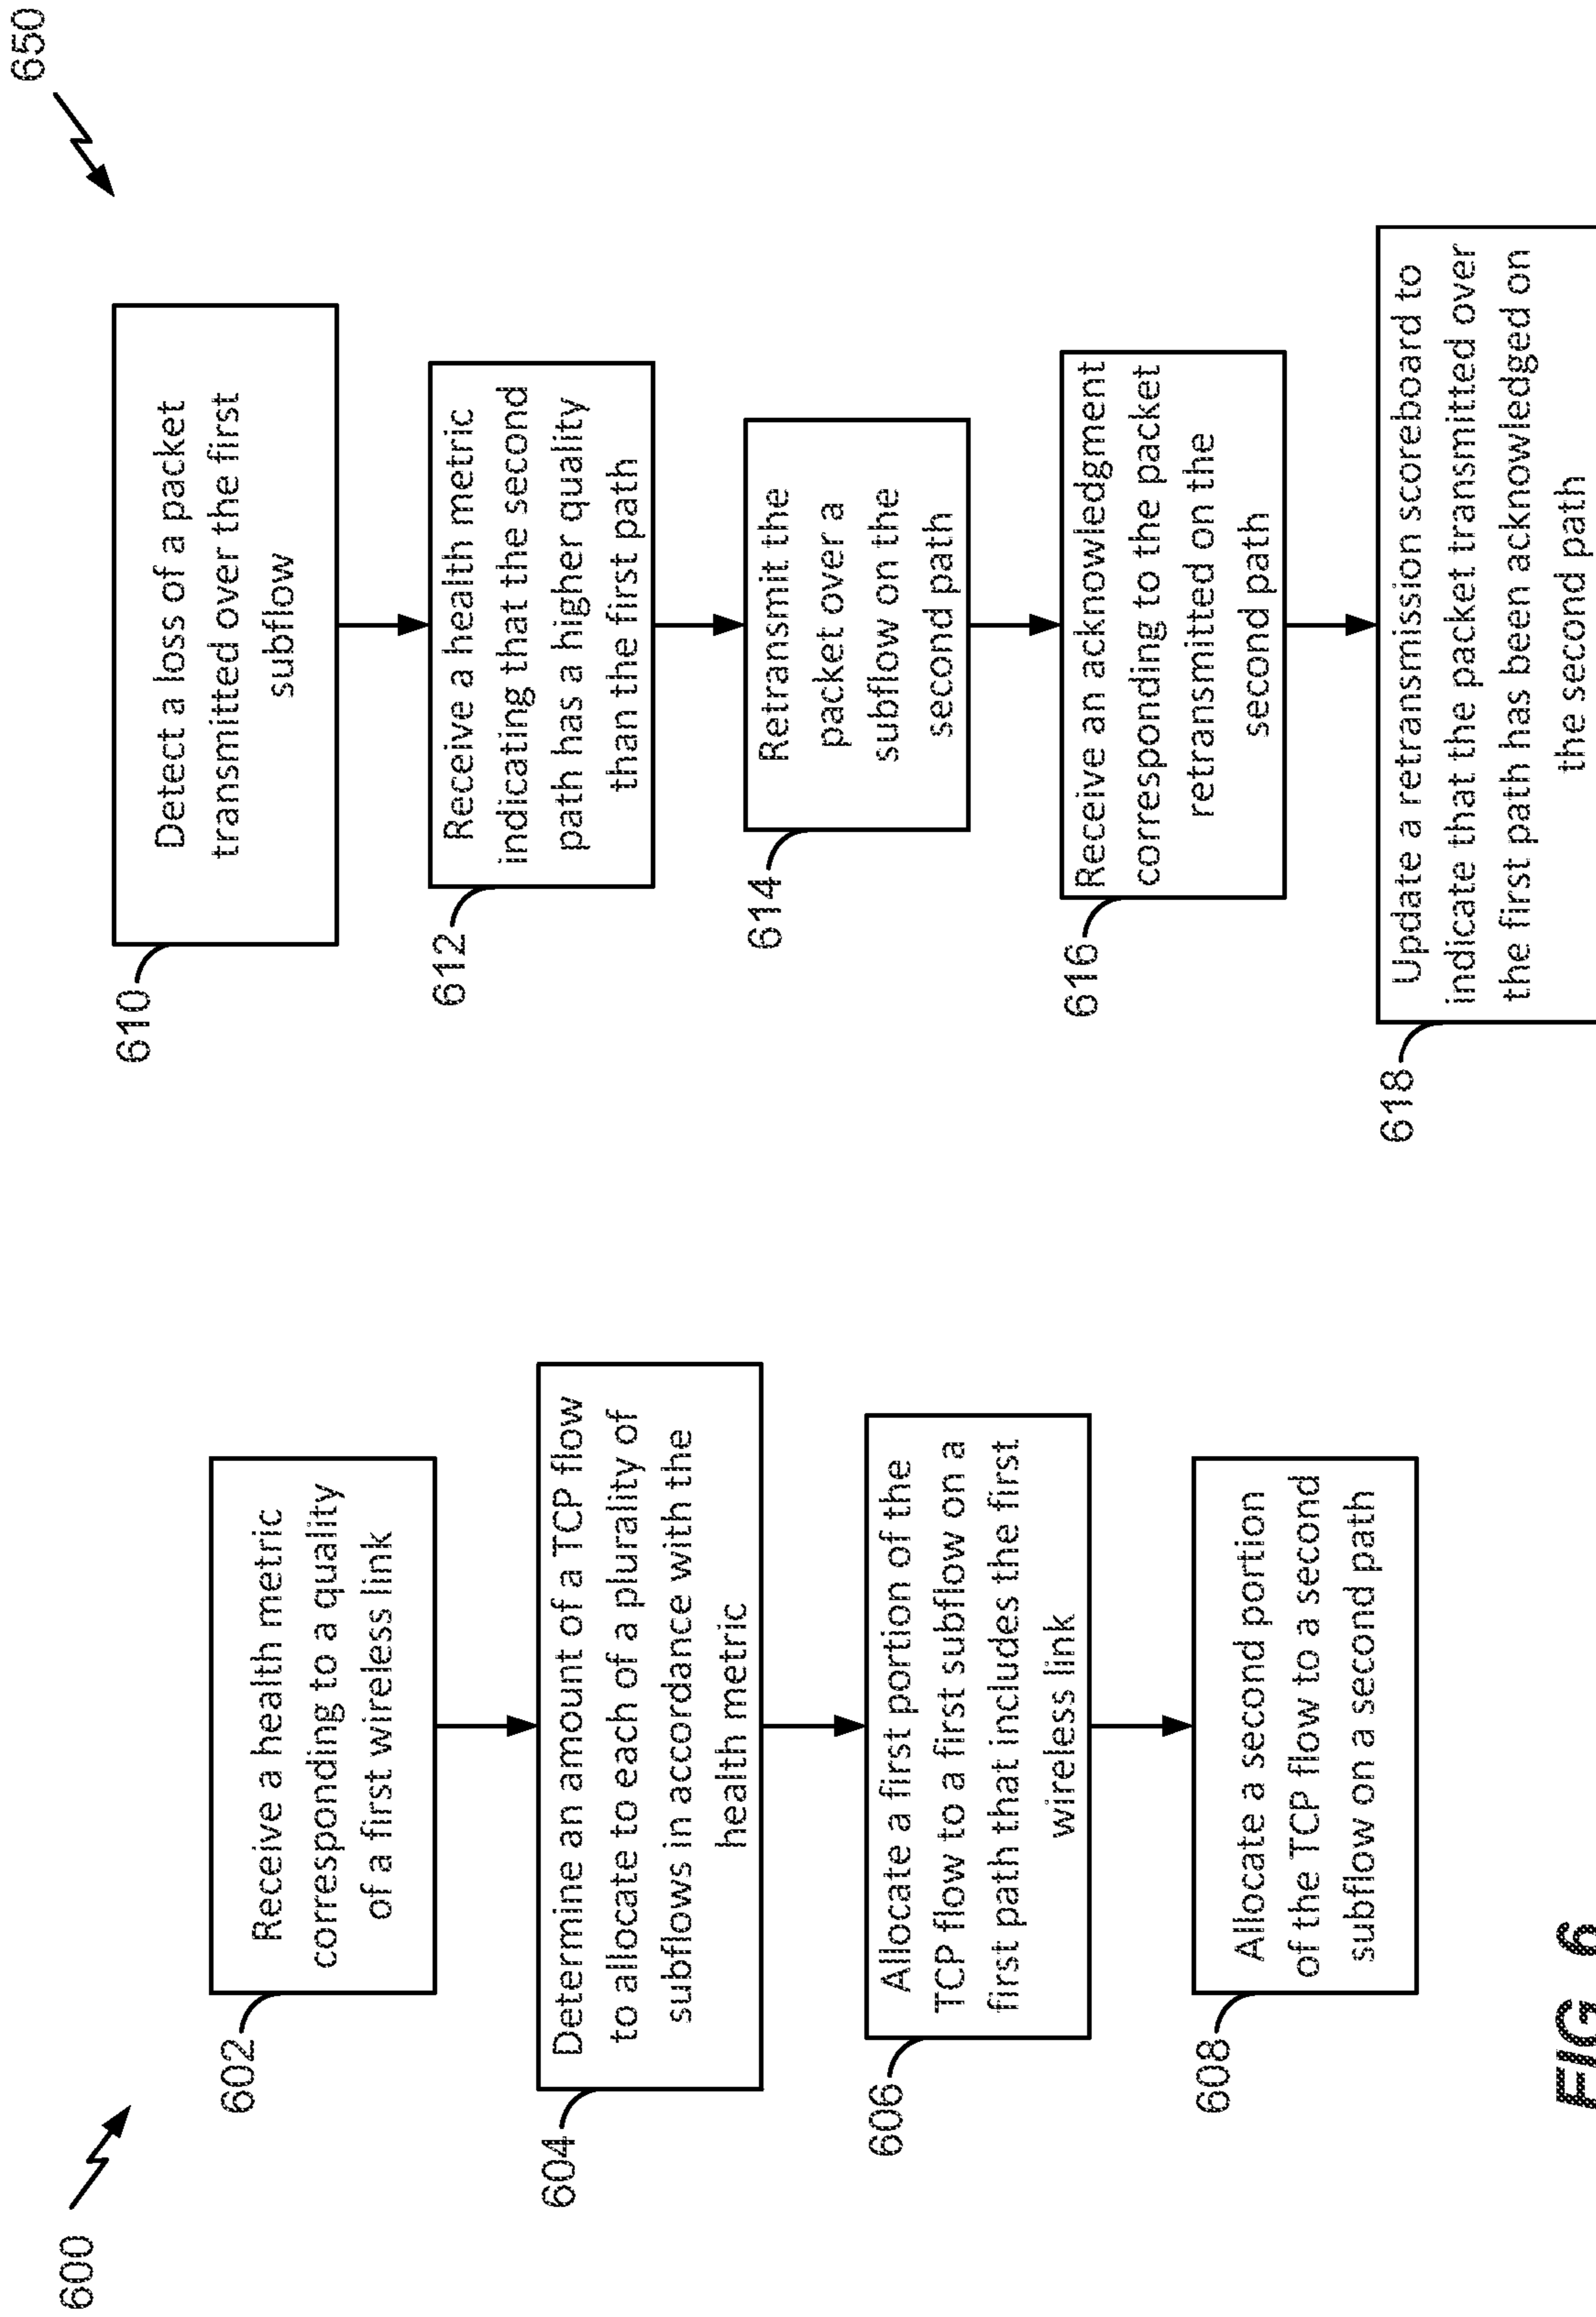 600
602
Receive a health metric
corresponding to a quality
of a first wireless link
604
Determine an amount of a TCP flow
to allocate to each of a plurality of
subflows in accordance with the
health metric
606
Allocate a first portion of the
TCP flow to a first subflow on a
first path that includes the first
wireless link
608
Allocate a second portion
of the TCP flow to a second
subflow on a second path
650
610
Detect a loss of a packet
transmitted over the first
subflow
612
Receive a health metric
indicating that the second
path has a higher quality
than the first path
614
Retransmit the
packet over a
subflow on the
second path
616
Receive an acknowledgment
corresponding to the packet
retransmitted on the
second path
618
Update a retransmission scoreboard to
indicate that the packet transmitted over
the first path has been acknowledged on
the second path
FIG. 6